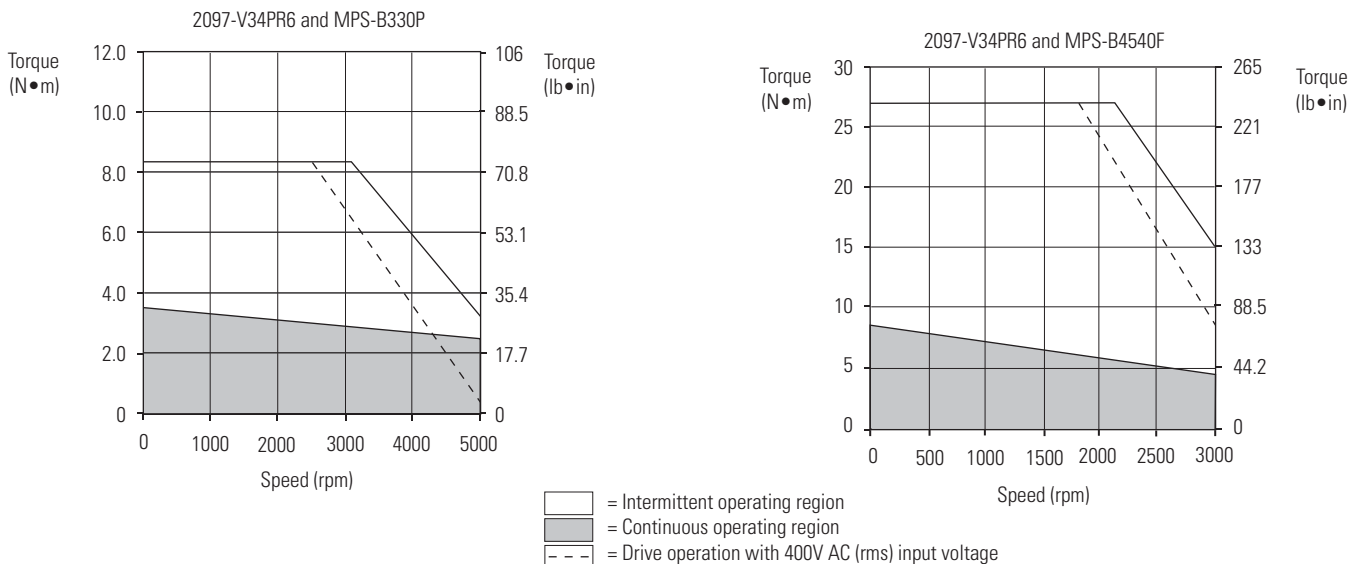 2097-V34PR6 and MPS-B330P
Torque
(N●m)
12.0
10.0
8.0
6.0
4.0
2.0
0
106
88.5
70.8
53.1
35.4
17.7
0
Torque
(lb●in)
0 1000 2000 3000 4000 5000
Speed (rpm)
2097-V34PR6 and MPS-B4540F
Torque
(N●m)
30
25
20
15
10
5
0
265
221
177
133
88.5
44.2
0
Torque
(lb●in)
0 500 1000 1500 2000 2500 3000
Speed (rpm)
= Intermittent operating region
= Continuous operating region
= Drive operation with 400V AC (rms) input voltage